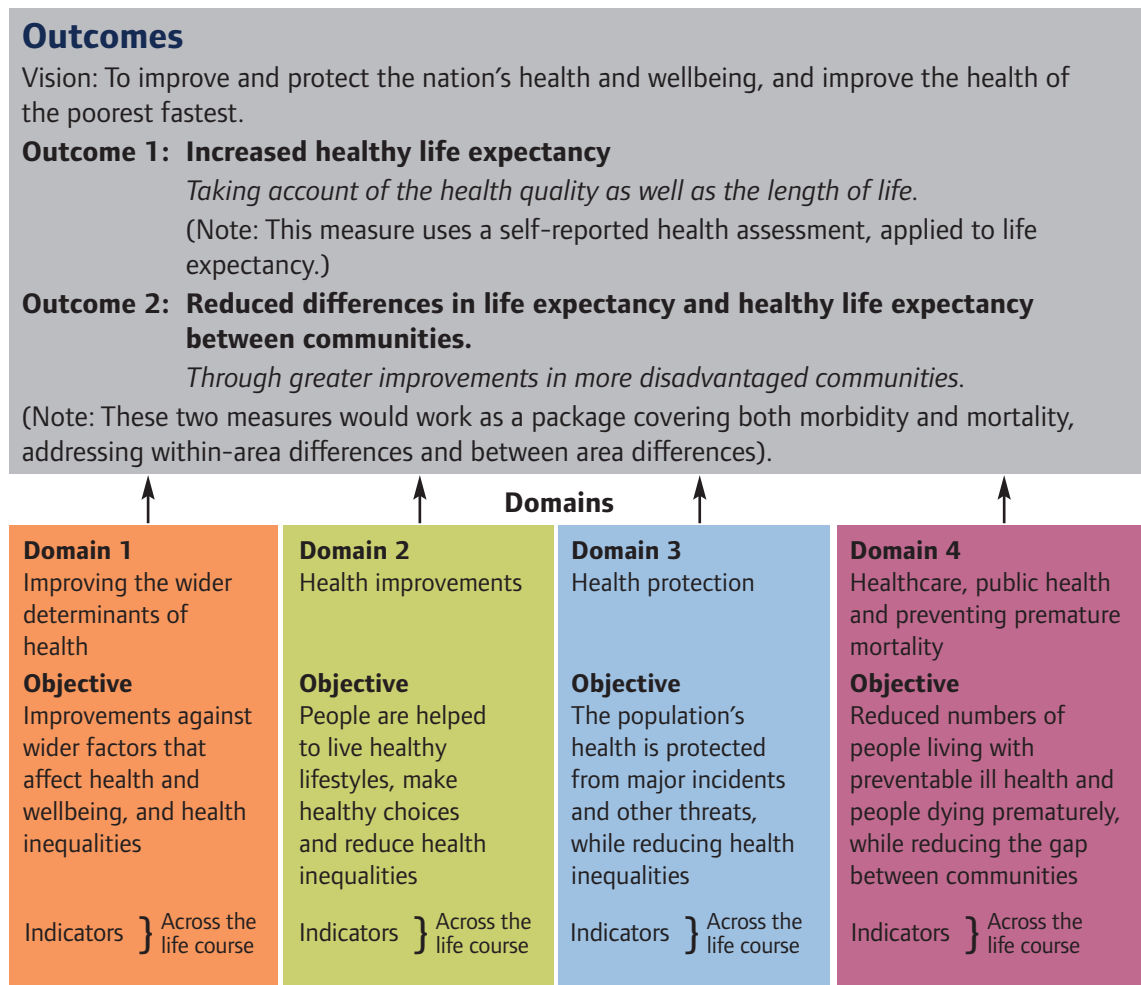 Outcomes
Vision: To improve and protect the nation’s health and wellbeing, and improve the health of
the poorest fastest.
Outcome 1: Increased healthy life expectancy
Taking account of the health quality as well as the length of life.
(Note: This measure uses a self-reported health assessment, applied to life
expectancy.)
Outcome 2: Reduced differences in life expectancy and healthy life expectancy
between communities.
Through greater improvements in more disadvantaged communities.
(Note: These two measures would work as a package covering both morbidity and mortality,
addressing within-area differences and between area differences).
Domains
Domain 1
Improving the wider
determinants of
health
Objective
Improvements against
wider factors that
affect health and
wellbeing, and health
inequalities
Indicators } Across the
life course
Domain 2
Health improvements
Objective
People are helped
to live healthy
lifestyles, make
healthy choices
and reduce health
inequalities
Indicators } Across the
life course
Domain 3
Health protection
Objective
The population’s
health is protected
from major incidents
and other threats,
while reducing health
inequalities
Indicators } Across the
life course
Domain 4
Healthcare, public health
and preventing premature
mortality
Objective
Reduced numbers of
people living with
preventable ill health and
people dying prematurely,
while reducing the gap
between communities
Indicators } Across the
life course